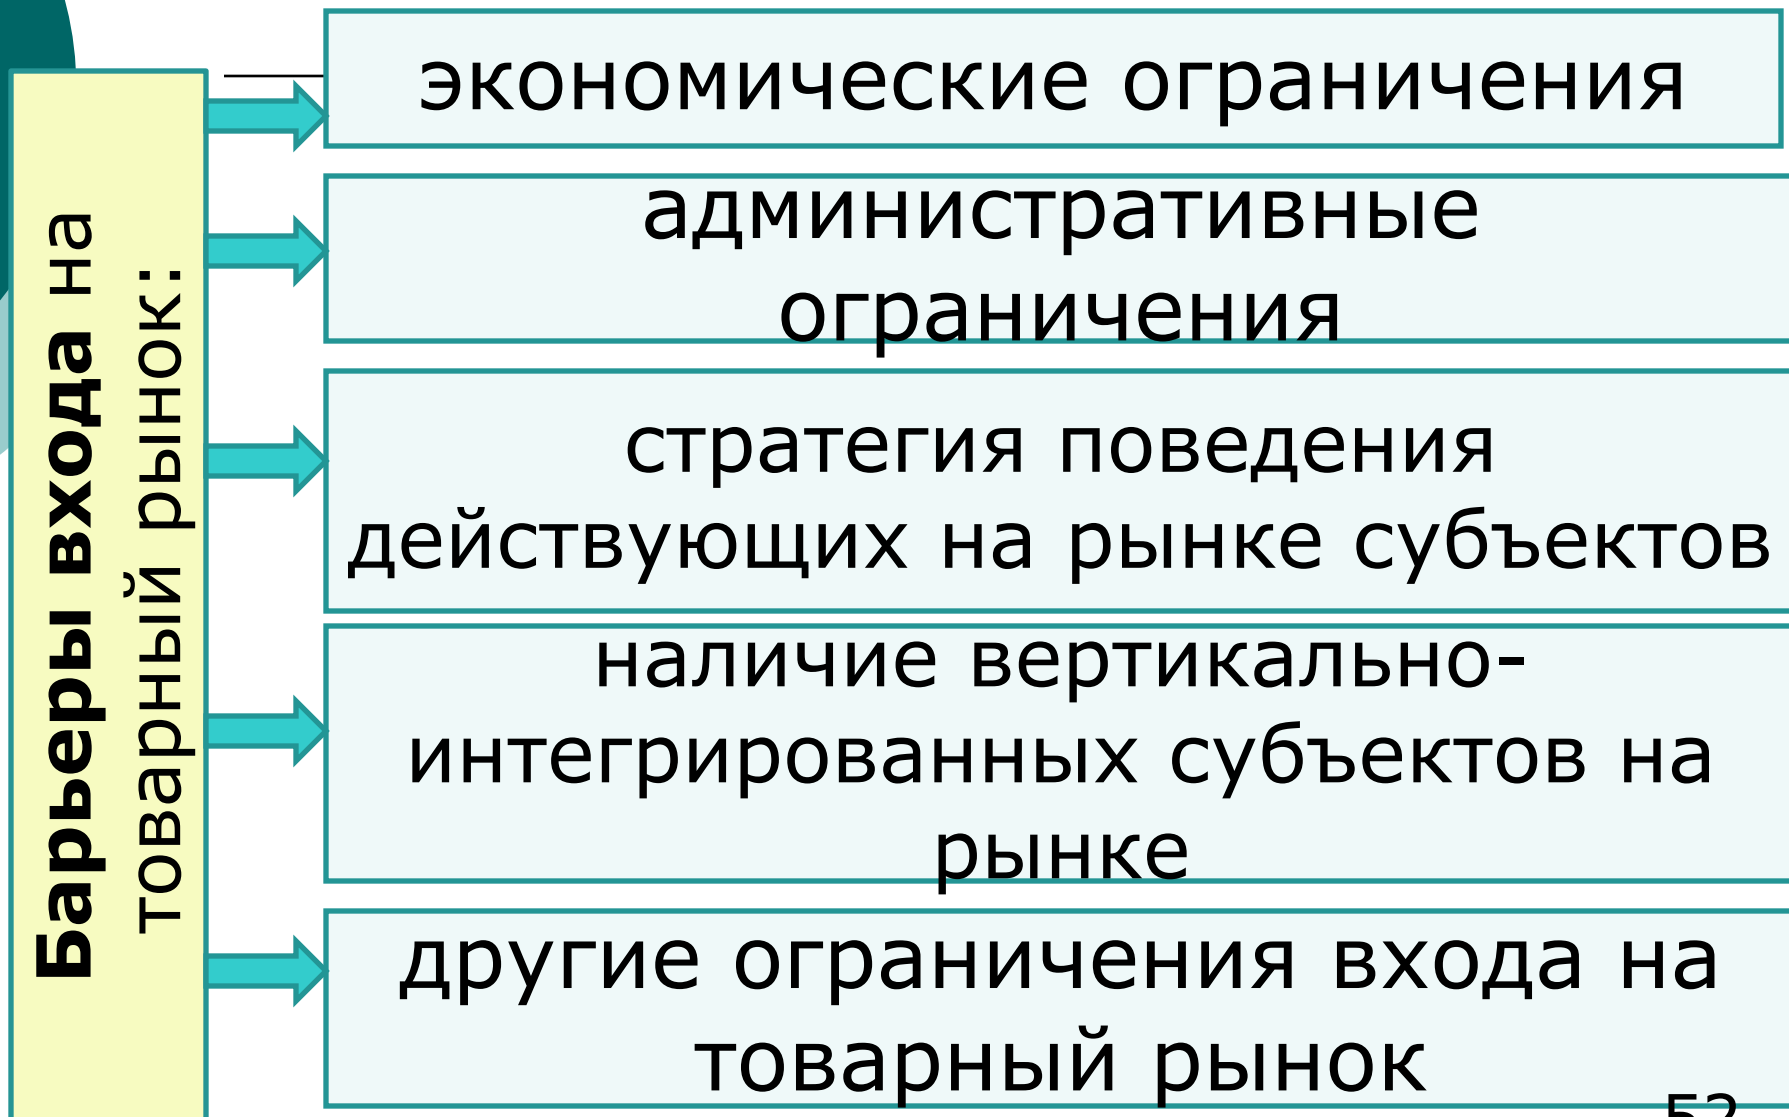 Барьеры входа на
товарный рынок:
экономические ограничения
административные
ограничения
стратегия поведения
действующих на рынке субъектов
наличие вертикально-
интегрированных субъектов на
рынке
другие ограничения входа на
товарный рынок
52